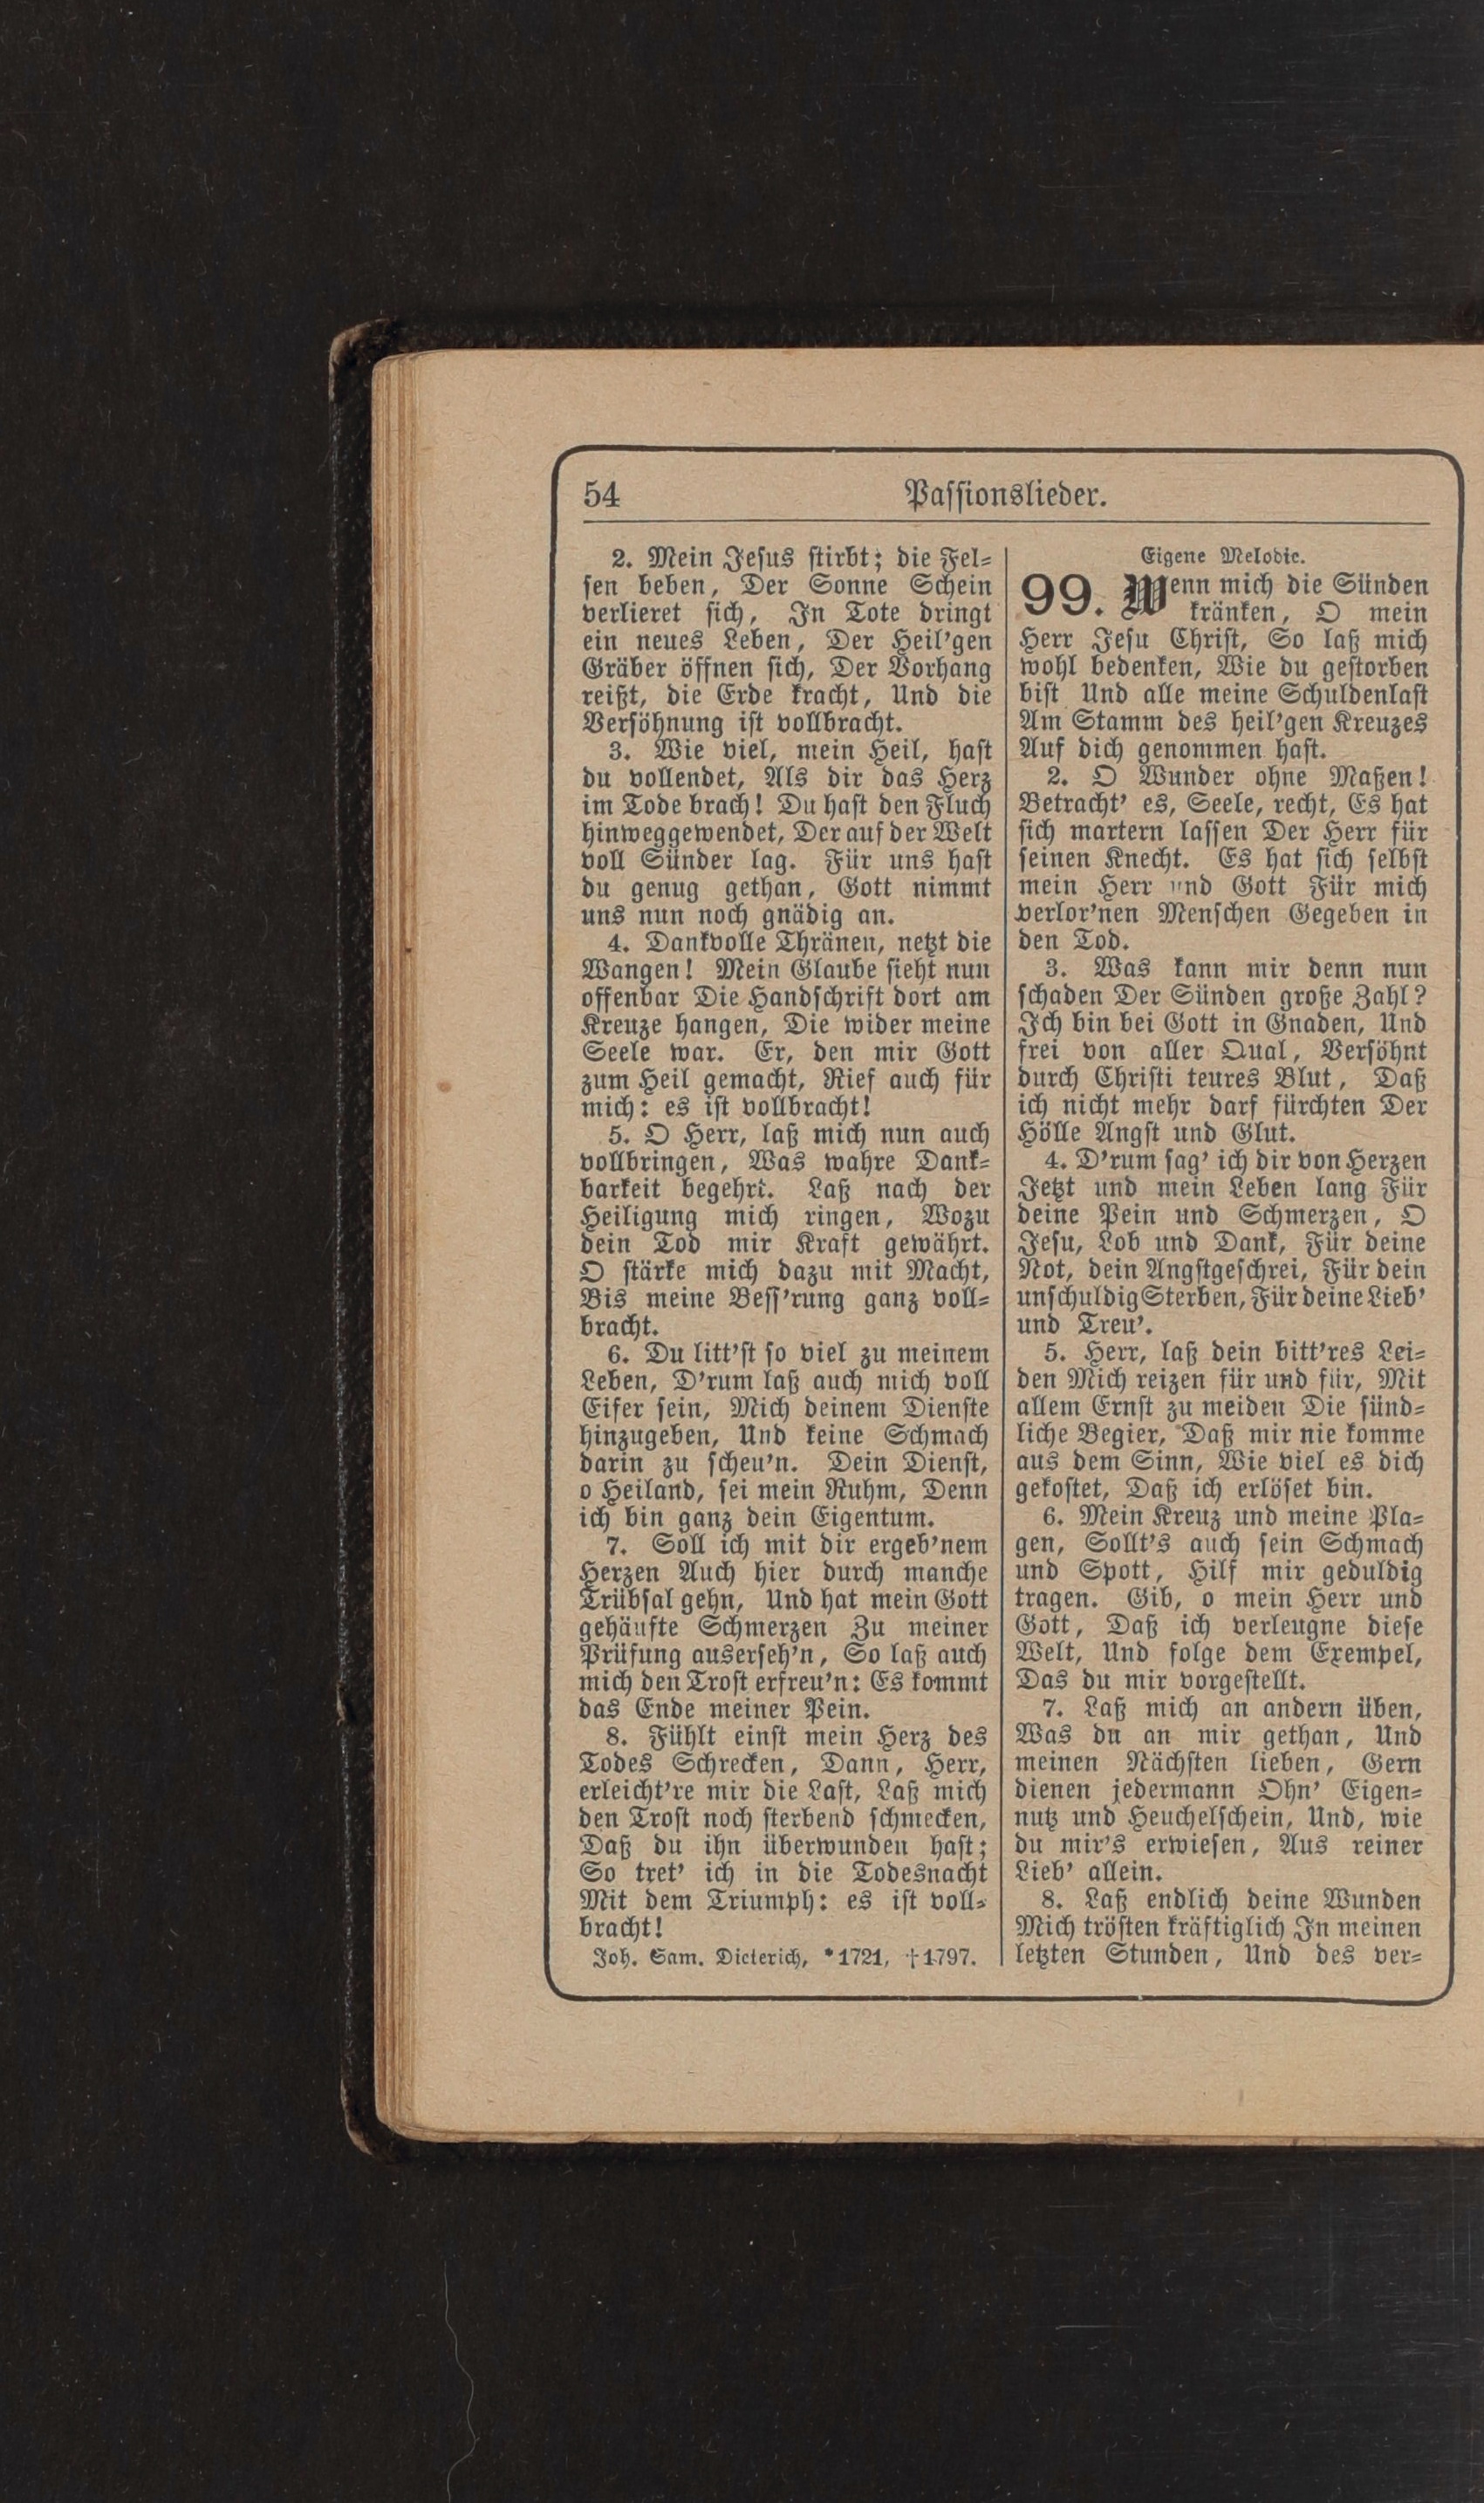 54
Passionslieder.
2. Mein Jesus stirbt; die Fel-
sen beben, Der Sonne Schein
verlieret sich, In Tote dringt
ein neues Leben, Der Heil'gen
Gräber öffnen sich, Der Vorhang
reißt, die Erde kracht, Und die
Versöhnung ist vollbracht.
3. Wie viel, mein Heil, hast
du vollendet, Als dir das Herz
im Tode brach! Du hast den Fluch
hinweggewendet, Der auf der Welt
voll Sünder lag. Für uns hast
du genug gethan, Gott nimmt
uns nun noch gnädig an.
4. Dankvolle Thränen, netzt die
Wangen! Mein Glaube sieht nun
offenbar Die Handschrift dort am
Kreuze hangen, Die wider meine
Seele war. Er, den mir Gott
zum Heil gemacht, Rief auch für
mich: es ist vollbracht!
5. O Herr, laß mich nun auch
vollbringen, Was wahre Dank-
barkeit begehrt. Laß nach der
Heiligung mich ringen, Wozu
dein Tod mir Kraft gewährt.
O stärke mich dazu mit Macht,
Bis meine Bess'rung ganz voll-
bracht.
6. Du litt'st so viel zu meinem
Leben, D'rum laß auch mich voll
Eifer sein, Mich deinem Dienste
hinzugeben, Und keine Schmach
darin zu scheu'n. Dein Dienst,
o Heiland, sei mein Ruhm, Denn
ich bin ganz dein Eigentum.
7. Soll ich mit dir ergeb'nem
Herzen Auch hier durch manche
Trübsal gehn, Und hat mein Gott
gehäufte Schmerzen Zu meiner
Prüfung auserseh'n, So laß auch
mich den Trost erfreu'n: Es kommt
das Ende meiner Pein.
8. Fühlt einst mein Herz des
Todes Schrecken, Dann, Herr,
erleicht're mir die Last, Laß mich
den Trost noch sterbend schmecken,
Daß du ihn überwunden hast;
So tret' ich in die Todesnacht
Mit dem Triumph: es ist voll-
bracht!
Joh. Sam. Dieterich, *1721, †1797.
Eigene Melodie.
99. Wenn mich die Sünden
kränken, O mein
Herr Jesu Christ, So laß mich
wohl bedenken, Wie du gestorben
bist Und alle meine Schuldenlast
Am Stamm des heil'gen Kreuzes
Auf dich genommen hast.
2. O Wunder ohne Maßen!
Betracht' es, Seele, recht, Es hat
sich martern lassen Der Herr für
seinen Knecht. Es hat sich selbst
mein Herr und Gott Für mich
verlor'nen Menschen Gegeben in
den Tod.
3. Was kann mir denn nun
schaden Der Sünden große Zahl?
Ich bin bei Gott in Gnaden, Und
frei von aller Qual, Versöhnt
durch Christi teures Blut, Daß
ich nicht mehr darf fürchten Der
Hölle Angst und Glut.
4. D'rum sag' ich dir von Herzen
Jetzt und mein Leben lang Für
deine Pein und Schmerzen, O
Jesu, Lob und Dank, Für deine
Not, dein Angstgeschrei, Für dein
unschuldig Sterben, Für deine Lieb'
und Treu'.
5. Herr, laß dein bitt'res Lei-
den Mich reizen für und für, Mit
allem Ernst zu meiden Die sünd-
liche Begier, Daß mir nie komme
aus dem Sinn, Wie viel es dich
gekostet, Daß ich erlöset bin.
6. Mein Kreuz und meine Pla-
gen, Sollt's auch sein Schmach
und Spott, Hilf mir geduldig
tragen. Gib, o mein Herr und
Gott, Daß ich verleugne diese
Welt, Und folge dem Exempel,
Das du mir vorgestellt.
7. Laß mich an andern üben,
Was du an mir gethan, Und
meinen Nächsten lieben, Gern
dienen jedermann Ohn' Eigen-
nutz und Heuchelschein, Und, wie
du mir's erwiesen, Aus reiner
Lieb' allein.
8. Laß endlich deine Wunden
Mich trösten kräftiglich In meinen
letzten Stunden, Und des ver-